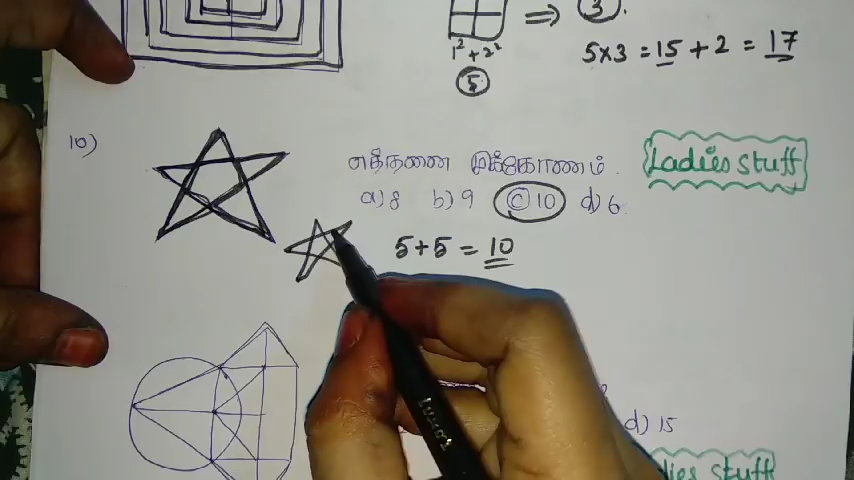 3.
1² + 2²
5
5x3 = 15 + 2 = 17
10)
எத்தனை முக்கோணம்.
Ladies stuff
a) 8 b) 9 c) 10 d) 6
5+5 = 10
d) 15
Ladies stuff